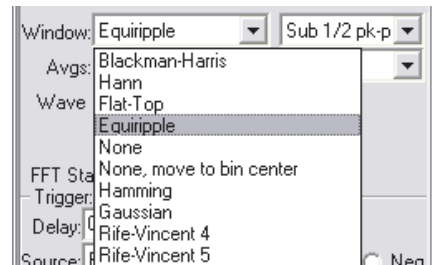 Window: Equiripple Sub 1/2 pk-p
Avgs: Blackman-Harris
Hann
Wave Flat-Top
Equiripple
None
FFT Sta None, move to bin center
Trigger: Hamming
Gaussian
Delay: Rife-Vincent 4
Source: Rife-Vincent 5 Neg